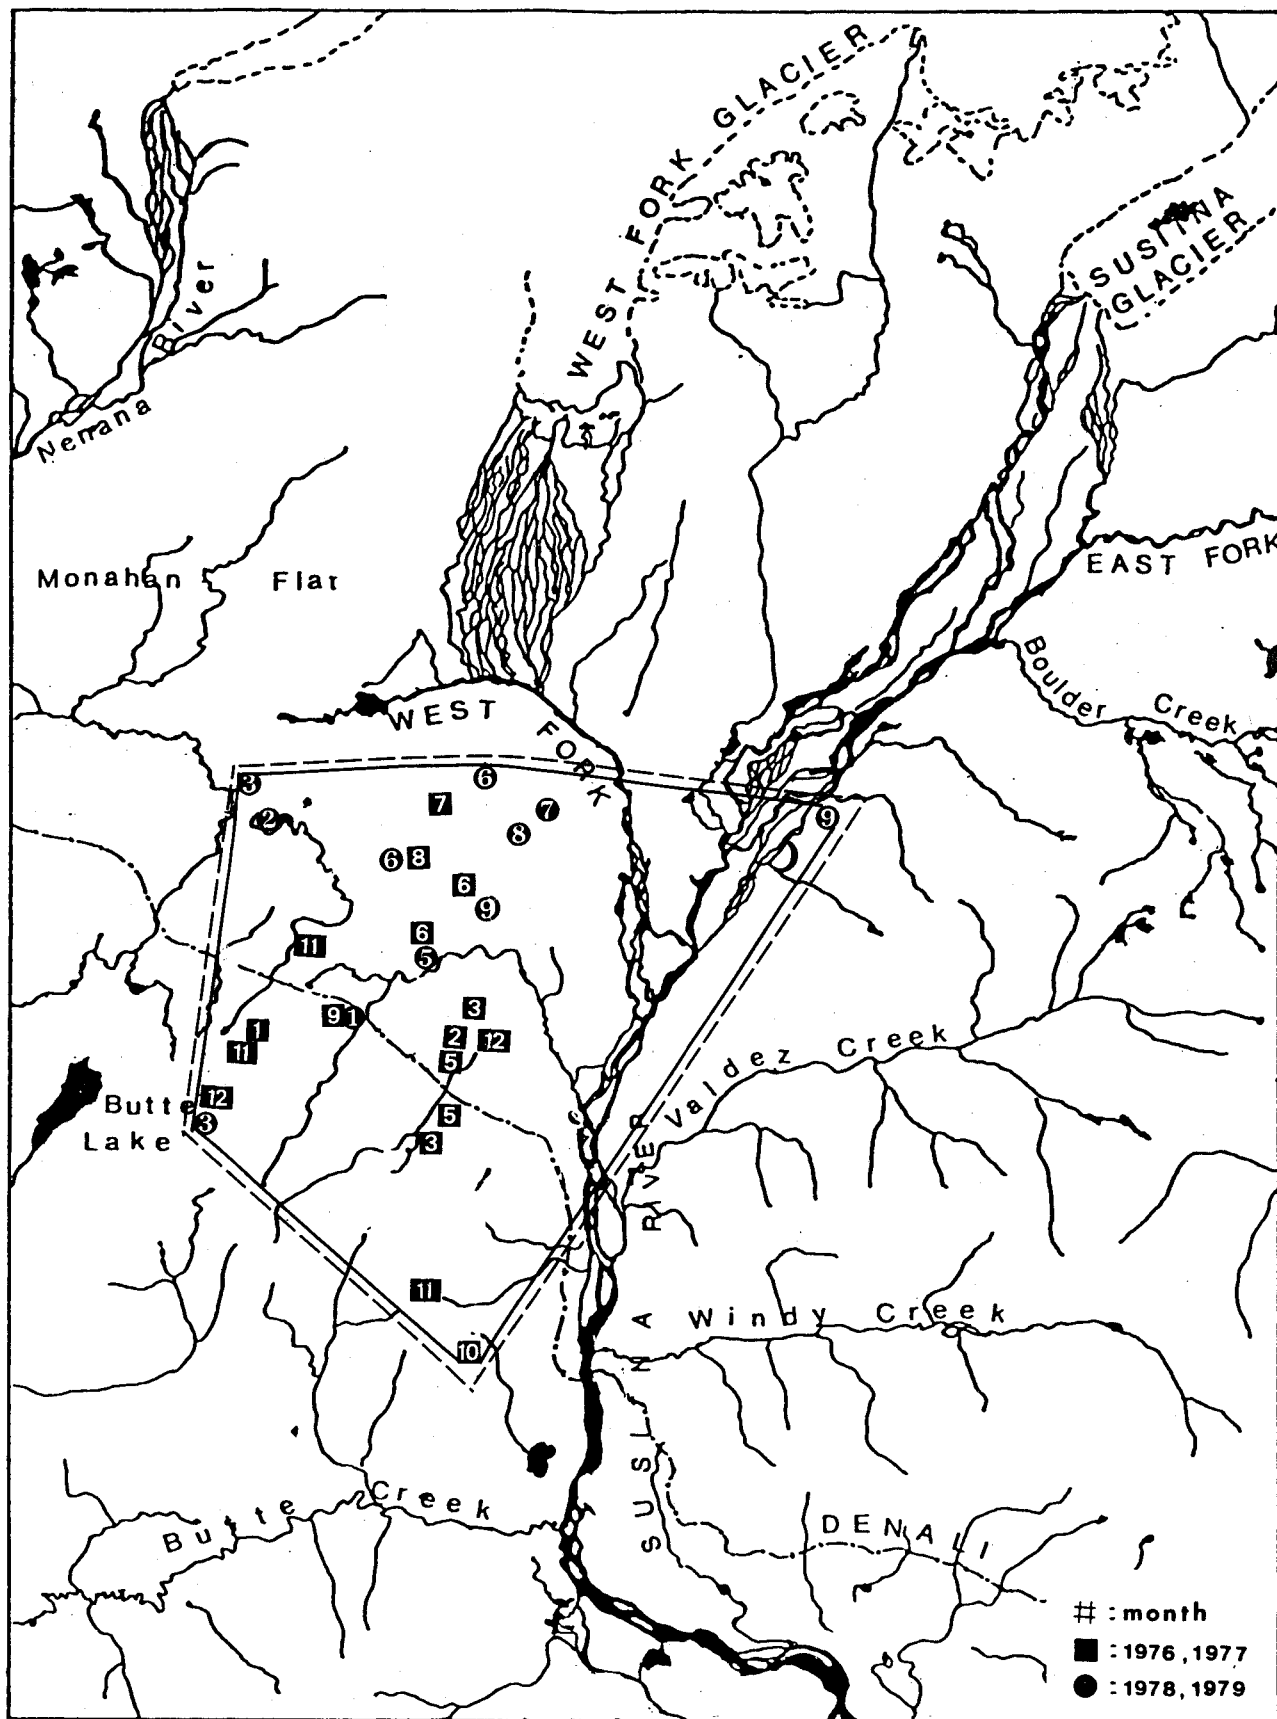 WEST FORK GLACIER
SUSITNA
GLACIER
River
Nenana
EAST FORK
Monahan Flat
Boulder Creek
WEST FORK
3
6
7
7
2
8
9
6
8
6
9
6
11
5
3
9 1
1
2
12
11
5
Valdez Creek
12
Butte
5
Lake
3
3
SUSITNA RIVER
11
Windy Creek
10
Butte Creek
DENALI
# : month
■ : 1976, 1977
● : 1978, 1979